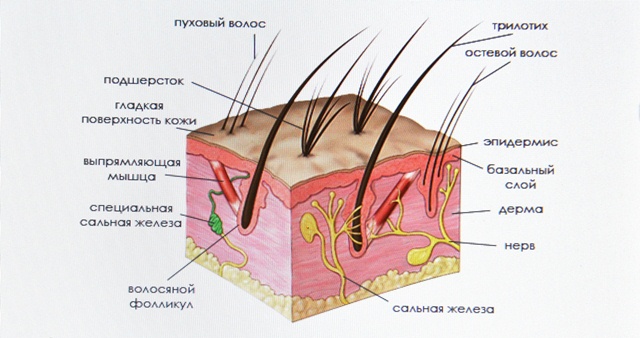 пуховый волос
подшерсток
гладкая
поверхность кожи
выпрямляющая
мышца
специальная
сальная железа
волосяной
фолликул
трилотих
остевой волос
эпидермис
базальный
слой
дерма
нерв
сальная железа